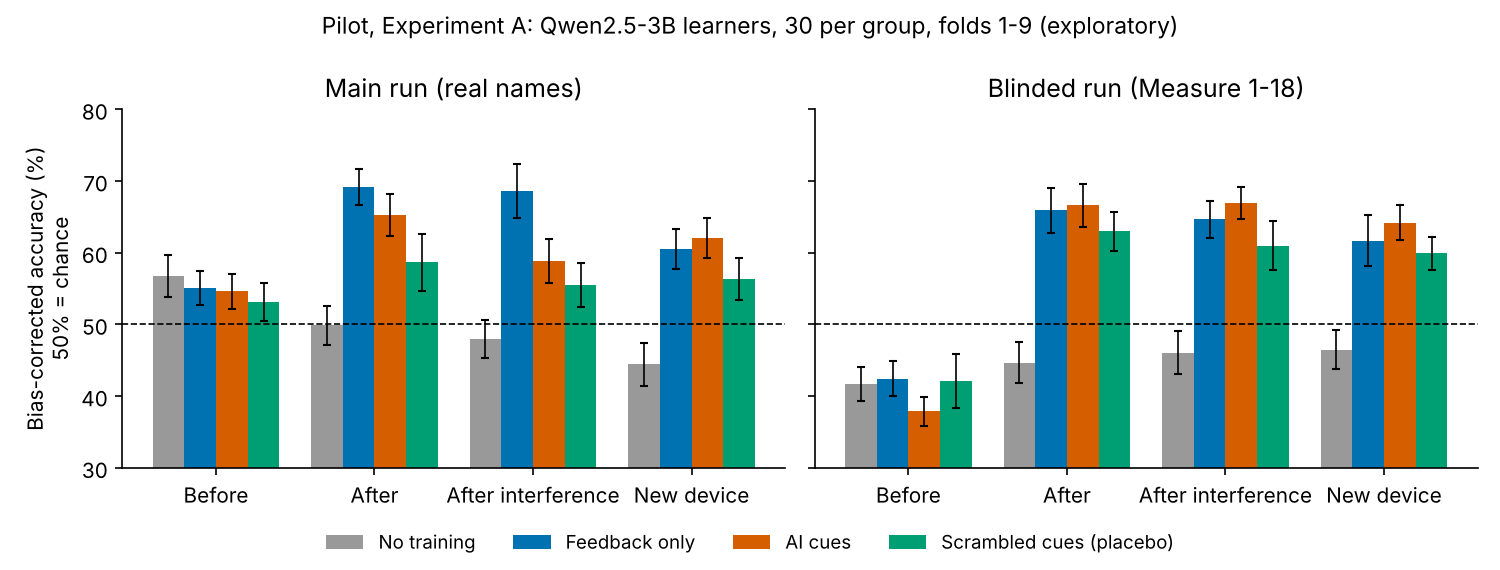 Pilot, Experiment A: Qwen2.5-3B learners, 30 per group, folds 1-9 (exploratory)
Main run (real names)
Blinded run (Measure 1-18)
Bias-corrected accuracy (%)
50% = chance
80
70
60
50
40
30
Before
After
After interference
New device
Before
After
After interference
New device
No training
Feedback only
AI cues
Scrambled cues (placebo)